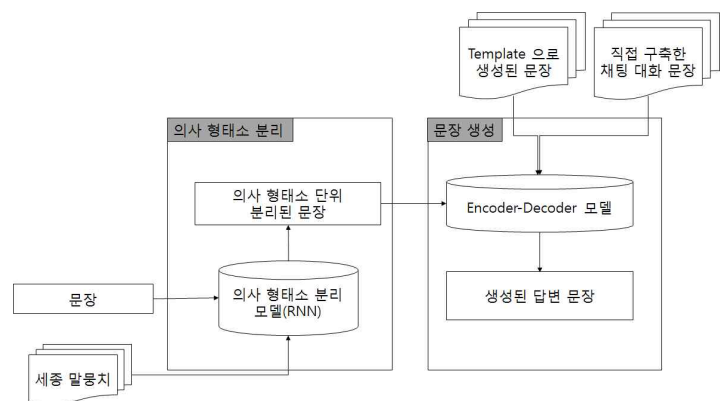 Template 으로
생성된 문장
직접 구축한
채팅 대화 문장
의사 형태소 분리
문장 생성
의사 형태소 단위
분리된 문장
Encoder-Decoder 모델
문장
의사 형태소 분리
모델(RNN)
생성된 답변 문장
세종 말뭉치